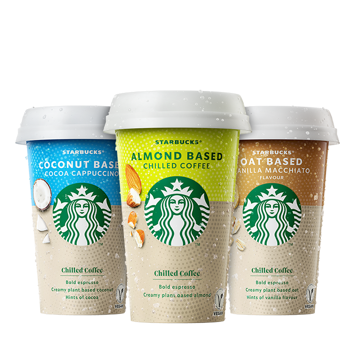 STARBUCKS®
COCONUT BASED
COCOA CAPPUCCINO
Chilled Coffee
Bold espresso
Creamy plant based coconut
Hints of cocoa
STARBUCKS®
ALMOND BASED
CHILLED COFFEE
Chilled Coffee
Bold espresso
Creamy plant based almond
VEGAN
STARBUCKS®
OAT BASED
VANILLA MACCHIATO
FLAVOUR
Chilled Coffee
Bold espresso
Creamy plant based oat
Hints of vanilla flavour
VEGAN